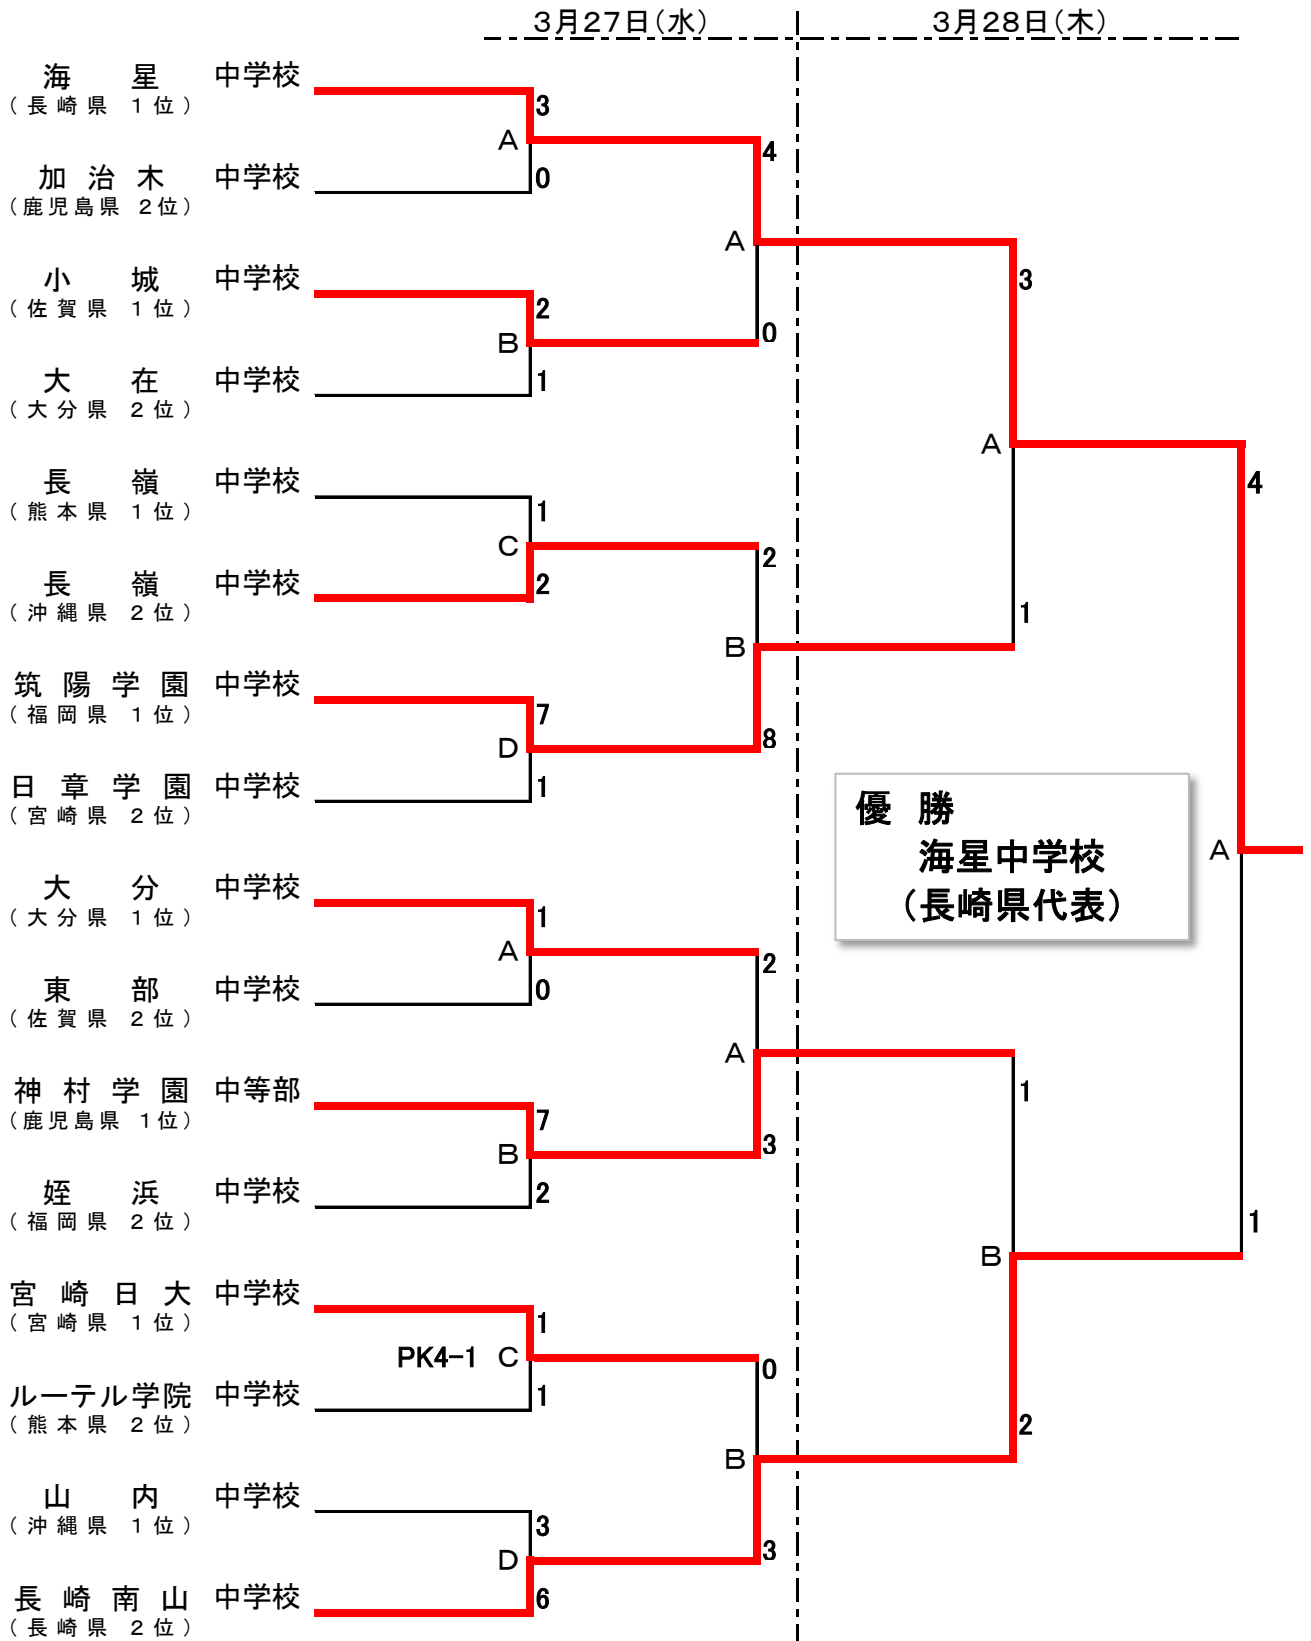 3月27日(水) 3月28日(木)
海星 中学校
(長崎県 1位)
3
A
4
加治木 中学校
(鹿児島県 2位)
0
A
小城 中学校
(佐賀県 1位)
3
2
B
0
大在 中学校
(大分県 2位)
1
A
長嶺 中学校
(熊本県 1位)
4
1
C
2
長嶺 中学校
(沖縄県 2位)
2
1
B
筑陽学園 中学校
(福岡県 1位)
7
D
8
日章学園 中学校
(宮崎県 2位)
1
優勝
海星中学校
(長崎県代表)
A
大分 中学校
(大分県 1位)
1
A
2
東部 中学校
(佐賀県 2位)
0
A
神村学園 中等部
(鹿児島県 1位)
1
7
B
3
姪浜 中学校
(福岡県 2位)
2
1
B
宮崎日大 中学校
(宮崎県 1位)
1
PK4-1 C
0
ルーテル学院 中学校
(熊本県 2位)
1
2
B
山内 中学校
(沖縄県 1位)
3
D
3
長崎南山 中学校
(長崎県 2位)
6